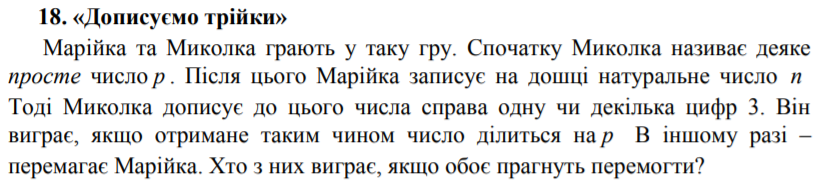 18. «Дописуємо трійки»
Марійка та Миколка грають у таку гру. Спочатку Миколка називає деяке
просте число p . Після цього Марійка записує на дошці натуральне число n
Тоді Миколка дописує до цього числа справа одну чи декілька цифр 3. Він
виграє, якщо отримане таким чином число ділиться на p В іншому разі –
перемагає Марійка. Хто з них виграє, якщо обоє прагнуть перемогти?